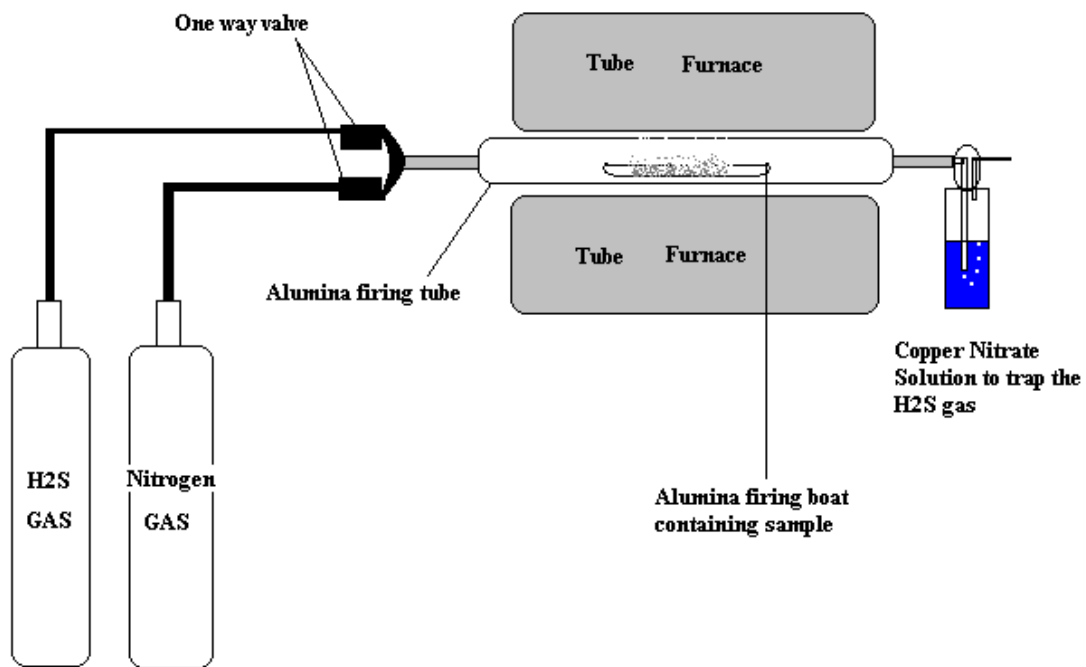 One way valve
Tube Furnace
Tube Furnace
Alumina firing tube
Copper Nitrate
Solution to trap the
H2S gas
H2S
GAS
Nitrogen
GAS
Alumina firing boat
containing sample